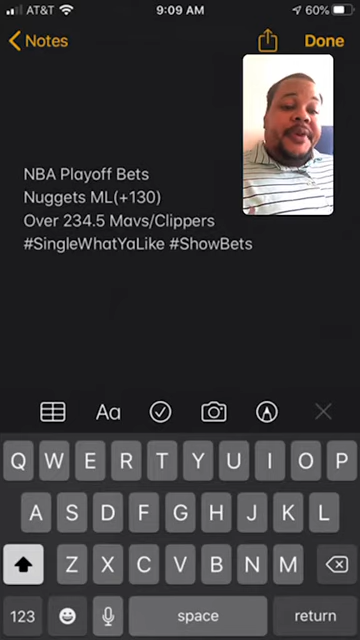 AT&T 9:09 AM 60%
Notes Done
NBA Playoff Bets
Nuggets ML(+130)
Over 234.5 Mavs/Clippers
#SingleWhatYaLike #ShowBets
Aa
Q W E R T Y U I O P
A S D F G H J K L
Z X C V B N M
123 space return